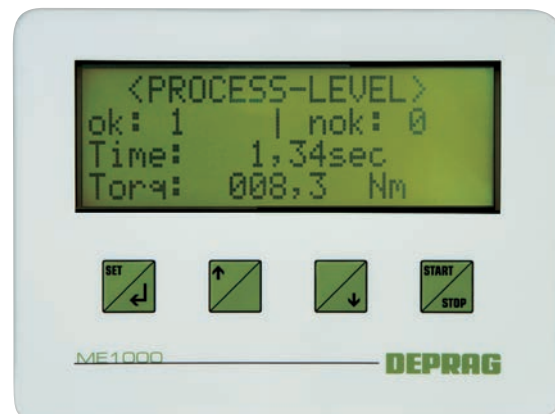 <PROCESS-LEVEL>
ok: 1 | nok: 0
Time: 1,34sec
Torq: 008,3 Nm
SET ↵ ↑ ↓ START STOP
ME1000 DEPRAG